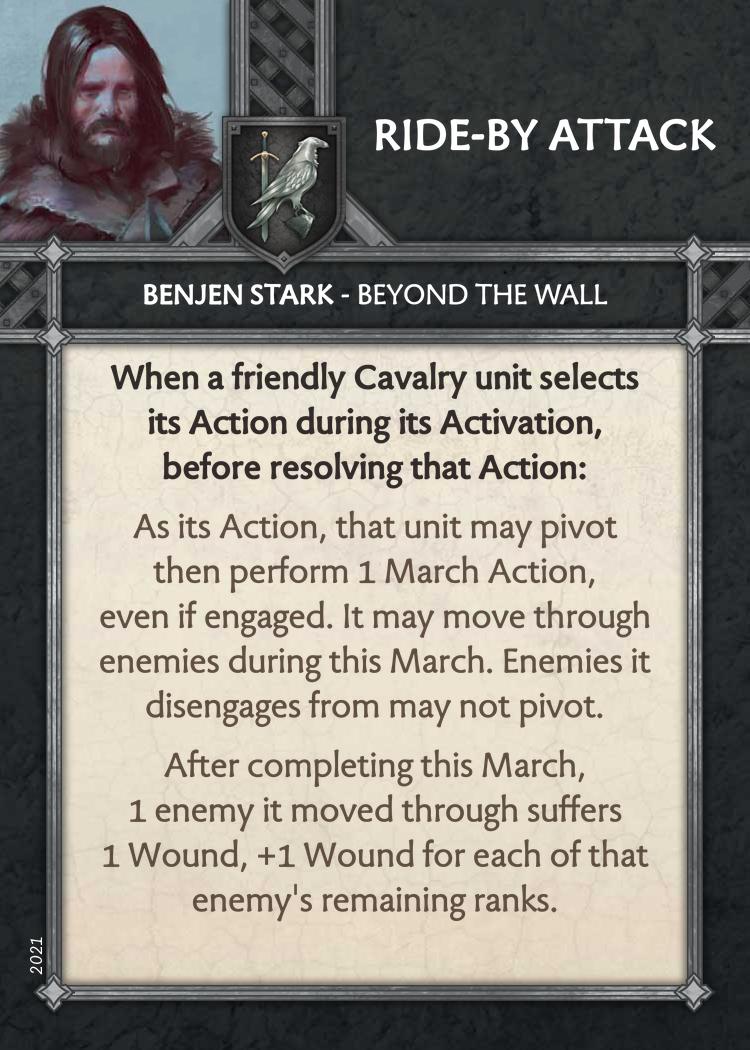 RIDE-BY ATTACK
BENJEN STARK - BEYOND THE WALL
When a friendly Cavalry unit selects
its Action during its Activation,
before resolving that Action:
As its Action, that unit may pivot
then perform 1 March Action,
even if engaged. It may move through
enemies during this March. Enemies it
disengages from may not pivot.
After completing this March,
1 enemy it moved through suffers
1 Wound, +1 Wound for each of that
enemy's remaining ranks.
2021